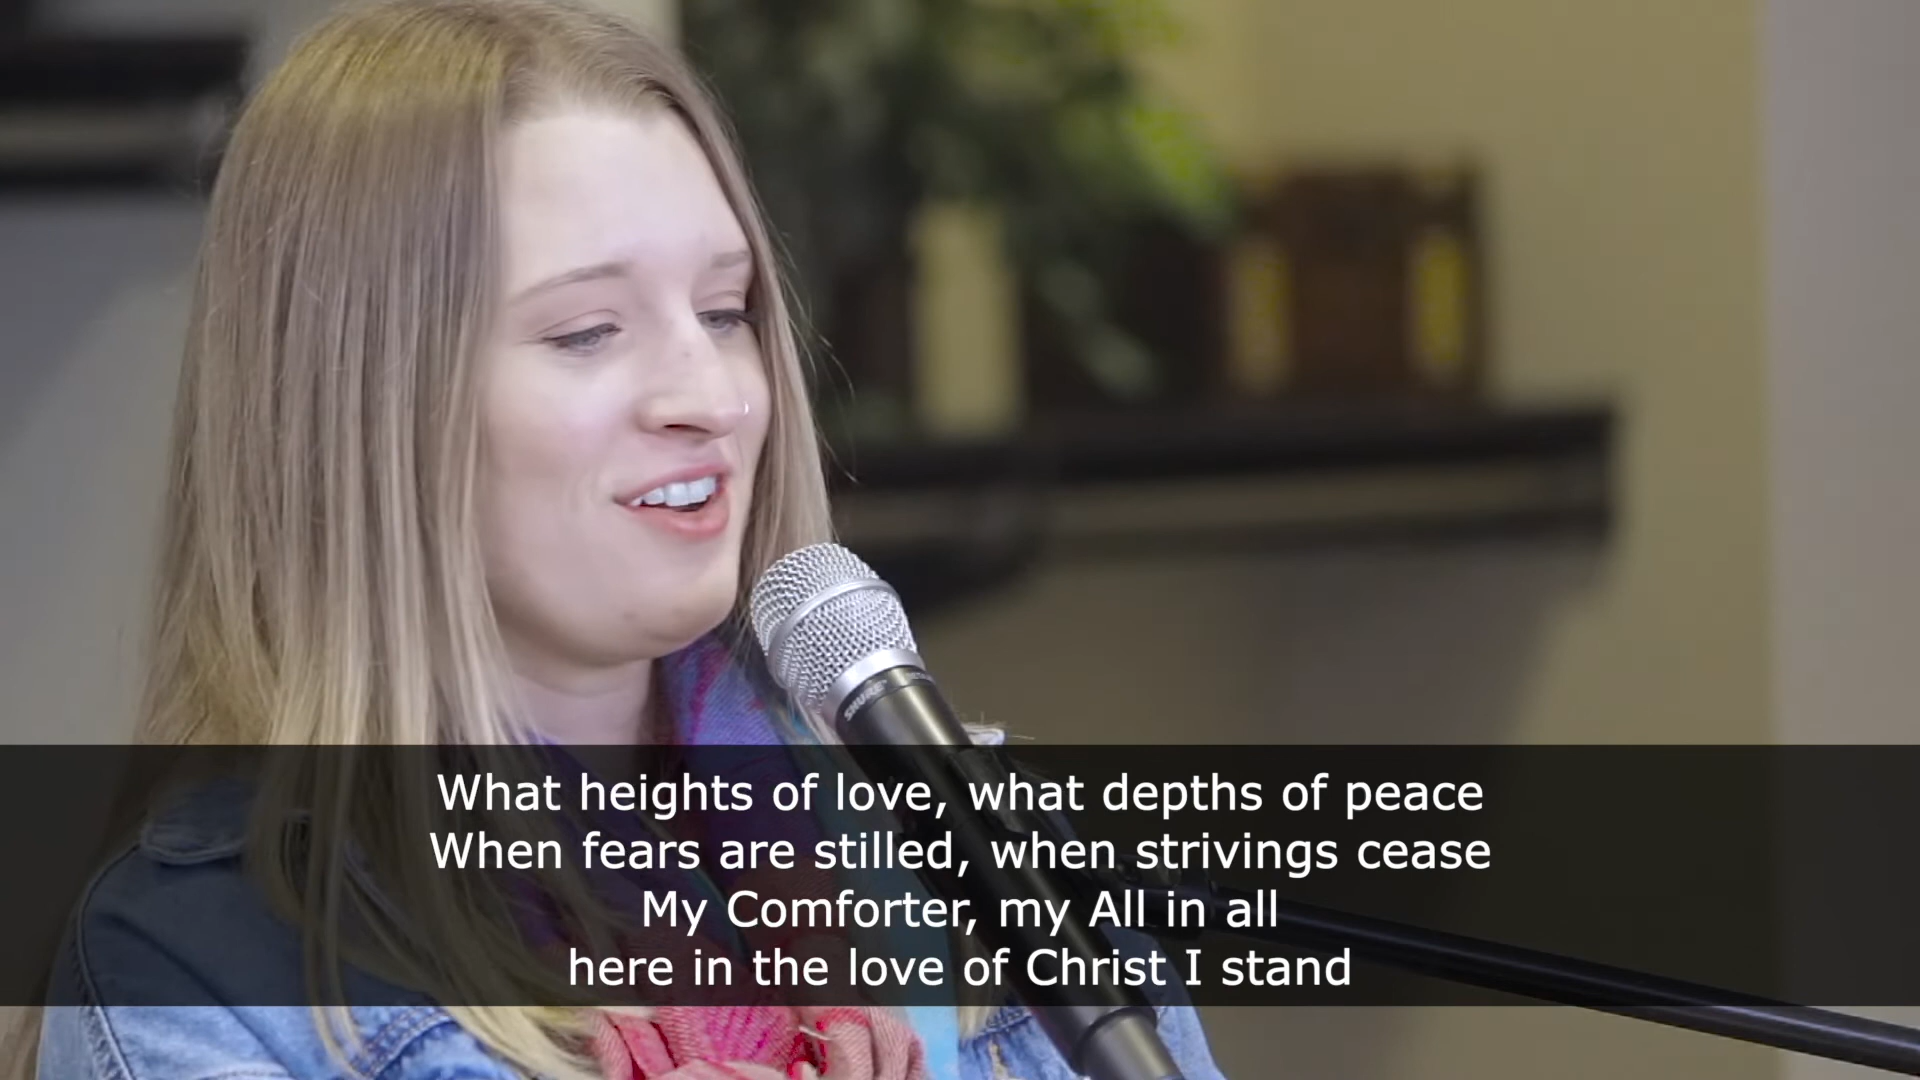 SHURE
What heights of love, what depths of peace
When fears are stilled, when strivings cease
My Comforter, my All in all
here in the love of Christ I stand